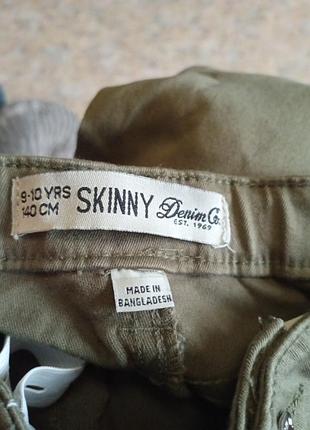 9-10 YRS
140 CM
SKINNY
Denim Co.
EST. 1969
MADE IN
BANGLADESH